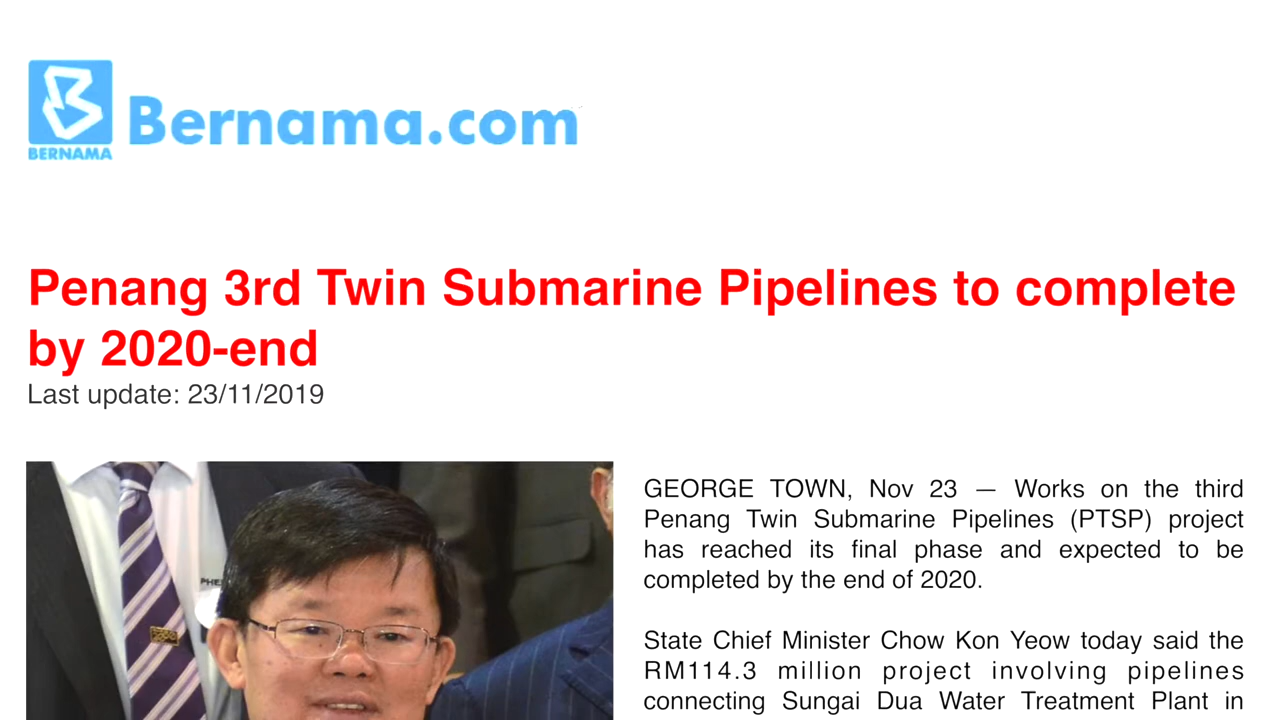 BERNAMA
Bernama.com
Penang 3rd Twin Submarine Pipelines to complete
by 2020-end
Last update: 23/11/2019
GEORGE TOWN, Nov 23 — Works on the third
Penang Twin Submarine Pipelines (PTSP) project
has reached its final phase and expected to be
completed by the end of 2020.
State Chief Minister Chow Kon Yeow today said the
RM114.3 million project involving pipelines
connecting Sungai Dua Water Treatment Plant in